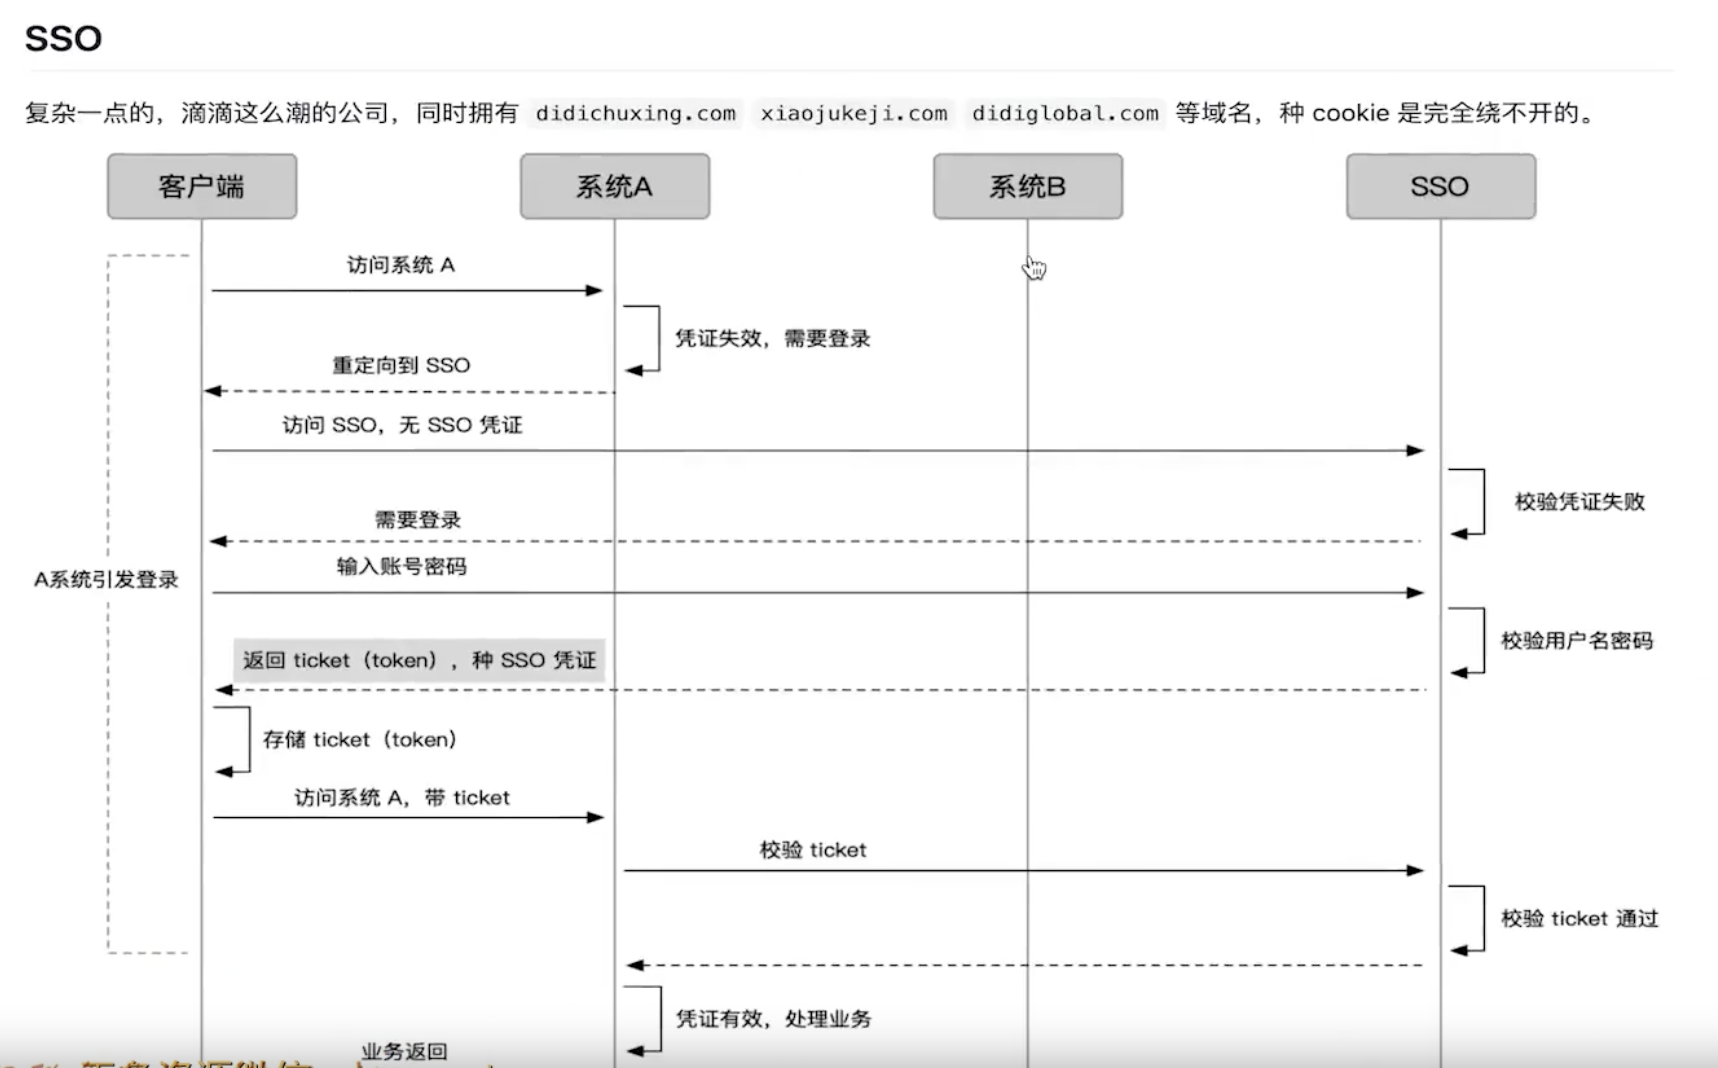 SSO
复杂一点的，滴滴这么潮的公司，同时拥有 didichuxing.com xiaojukeji.com didiglobal.com 等域名，种 cookie 是完全绕不开的。
客户端
系统A
系统B
SSO
访问系统 A
凭证失效，需要登录
重定向到 SSO
访问 SSO，无 SSO 凭证
校验凭证失败
需要登录
输入账号密码
A系统引发登录
校验用户名密码
返回 ticket（token），种 SSO 凭证
存储 ticket（token）
访问系统 A，带 ticket
校验 ticket
校验 ticket 通过
凭证有效，处理业务
业务返回